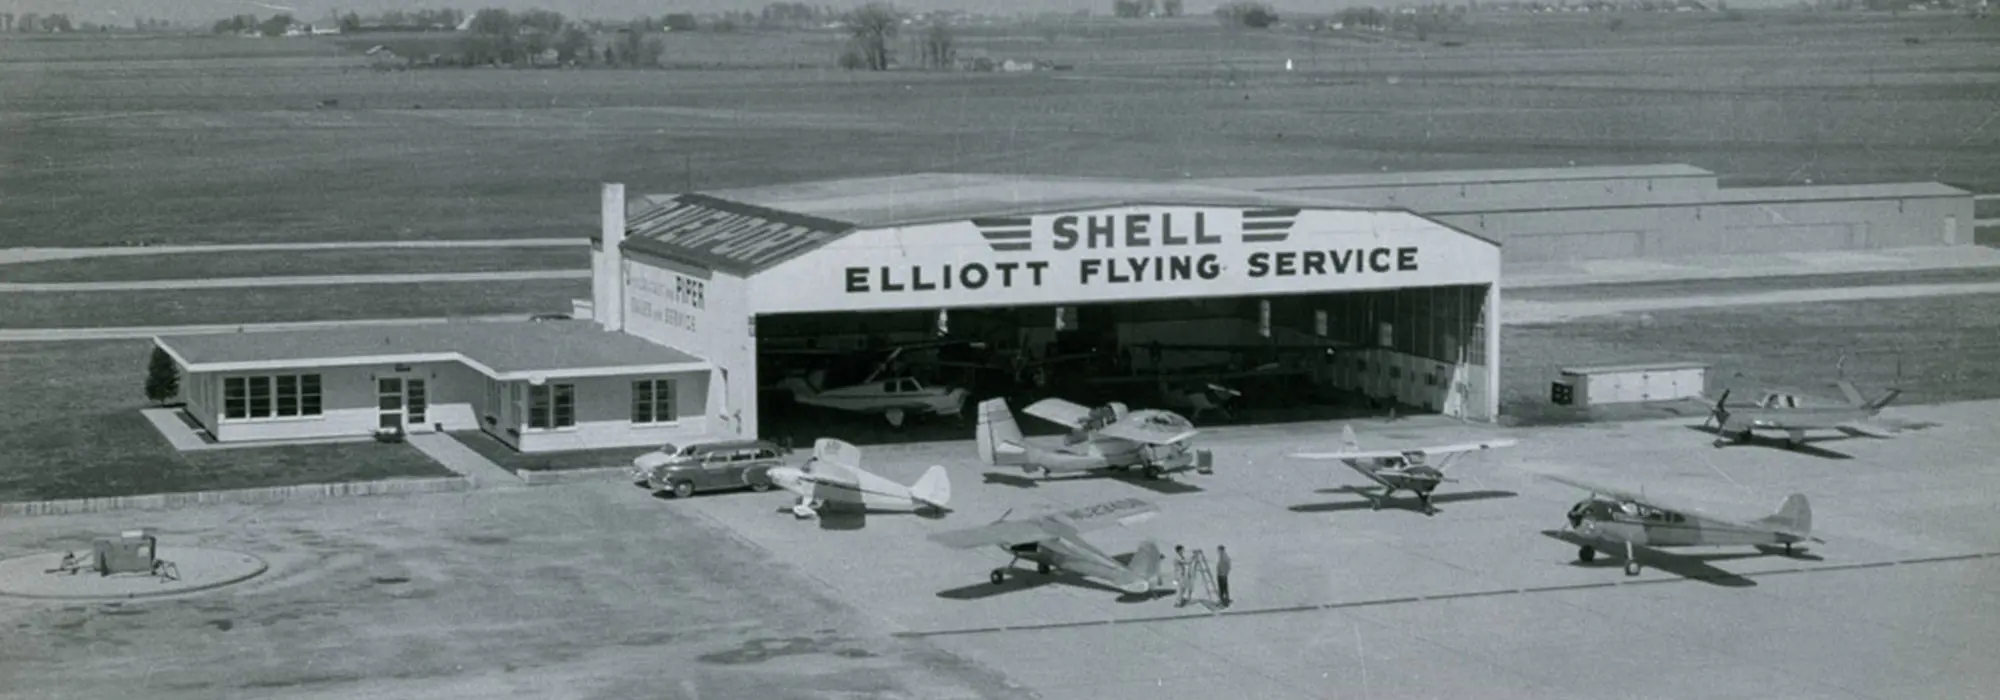 SHELL
ELLIOTT FLYING SERVICE
DAVENPORT
PIPER
SALES AND SERVICE